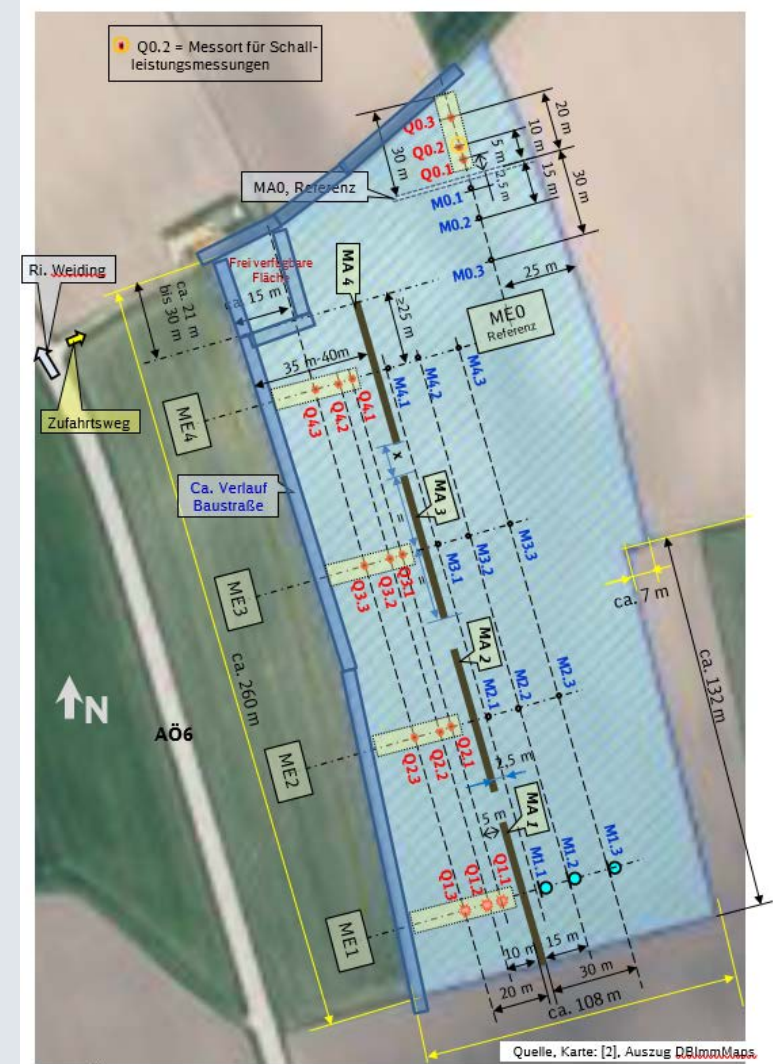 Q0.2 = Messort für Schall-
leistungsmessungen
Q0.3
Q0.2
Q0.1
30 m
20 m
10 m
5 m
2,5 m
15 m
30 m
MA0, Referenz
M0.1
M0.2
M0.3
25 m
Ri. Weiding
Frei verfügbare
Fläche
ca. 15 m
MA 4
ca. 21 m
bis 30 m
≥25 m
ME0
Referenz
35 m-40m
Zufahrtsweg
ME4
Q4.3
Q4.2
Q4.1
M4.1
M4.2
M4.3
Ca. Verlauf
Baustraße
x
MA 3
=
=
M3.1
M3.2
M3.3
ME3
Q3.3
Q3.2
Q3.1
ca. 7 m
ca. 260 m
ca. 132 m
MA 2
N
AÖ6
M2.1
M2.2
M2.3
ME2
Q2.3
Q2.2
Q2.1
2,5 m
MA 1
5 m
M1.1
M1.2
M1.3
Q1.3
Q1.2
Q1.1
ME1
10 m
15 m
20 m
30 m
ca. 108 m
Quelle, Karte: [2], Auszug DBImmMaps